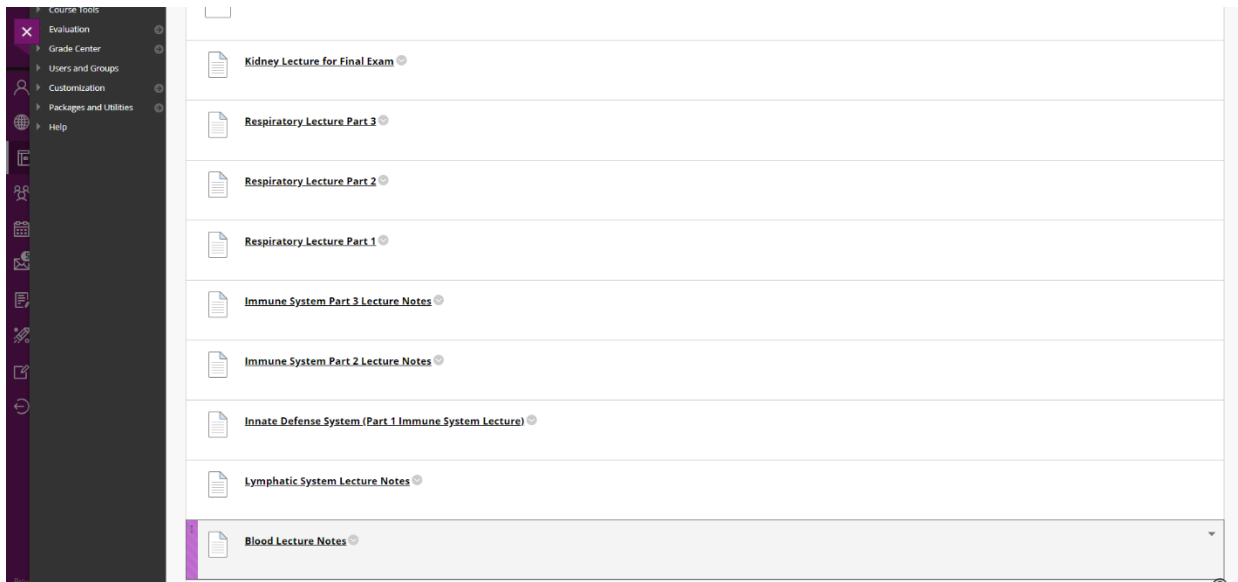 Course Tools
Evaluation
Grade Center
Users and Groups
Customization
Packages and Utilities
Help
Kidney Lecture for Final Exam
Respiratory Lecture Part 3
Respiratory Lecture Part 2
Respiratory Lecture Part 1
Immune System Part 3 Lecture Notes
Immune System Part 2 Lecture Notes
Innate Defense System (Part 1 Immune System Lecture)
Lymphatic System Lecture Notes
Blood Lecture Notes